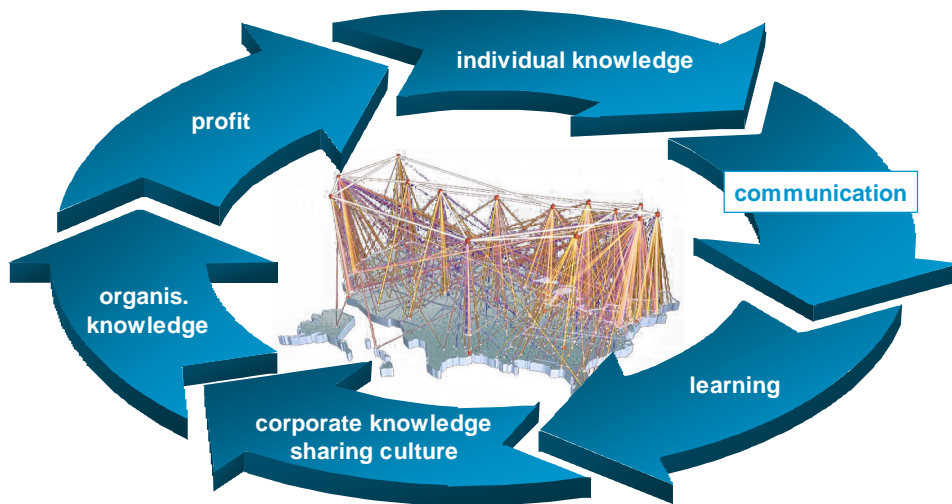 individual knowledge
profit
communication
organis.
knowledge
learning
corporate knowledge
sharing culture